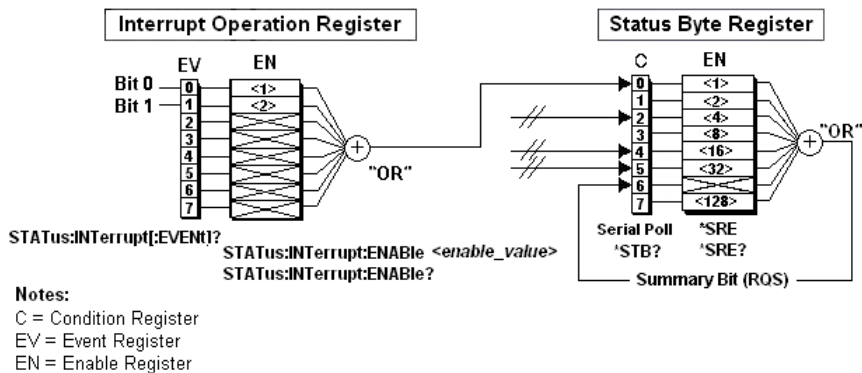 Interrupt Operation Register
Status Byte Register
EV
EN
Bit 0
Bit 1
0
1
2
3
4
5
6
7
<1>
<2>
+
"OR"
C
EN
0
1
2
3
4
5
6
7
<1>
<2>
<4>
<8>
<16>
<32>
<128>
+
"OR"
STATus:INTerrupt[:EVENt]?
STATus:INTerrupt:ENABle <enable_value>
STATus:INTerrupt:ENABle?
Serial Poll
*STB?
*SRE
*SRE?
Summary Bit (RQS)
Notes:
C = Condition Register
EV = Event Register
EN = Enable Register